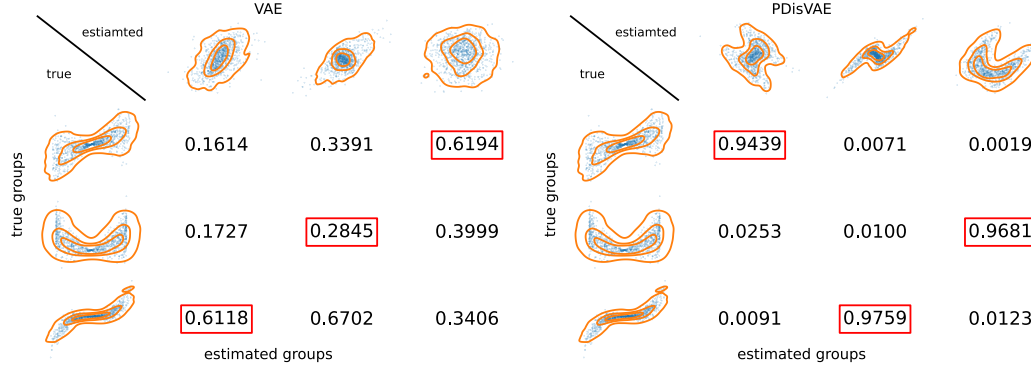 VAE
estiamted
true
true groups
0.1614 0.3391 0.6194
0.1727 0.2845 0.3999
0.6118 0.6702 0.3406
estimated groups
PDisVAE
estiamted
true
true groups
0.9439 0.0071 0.0019
0.0253 0.0100 0.9681
0.0091 0.9759 0.0123
estimated groups